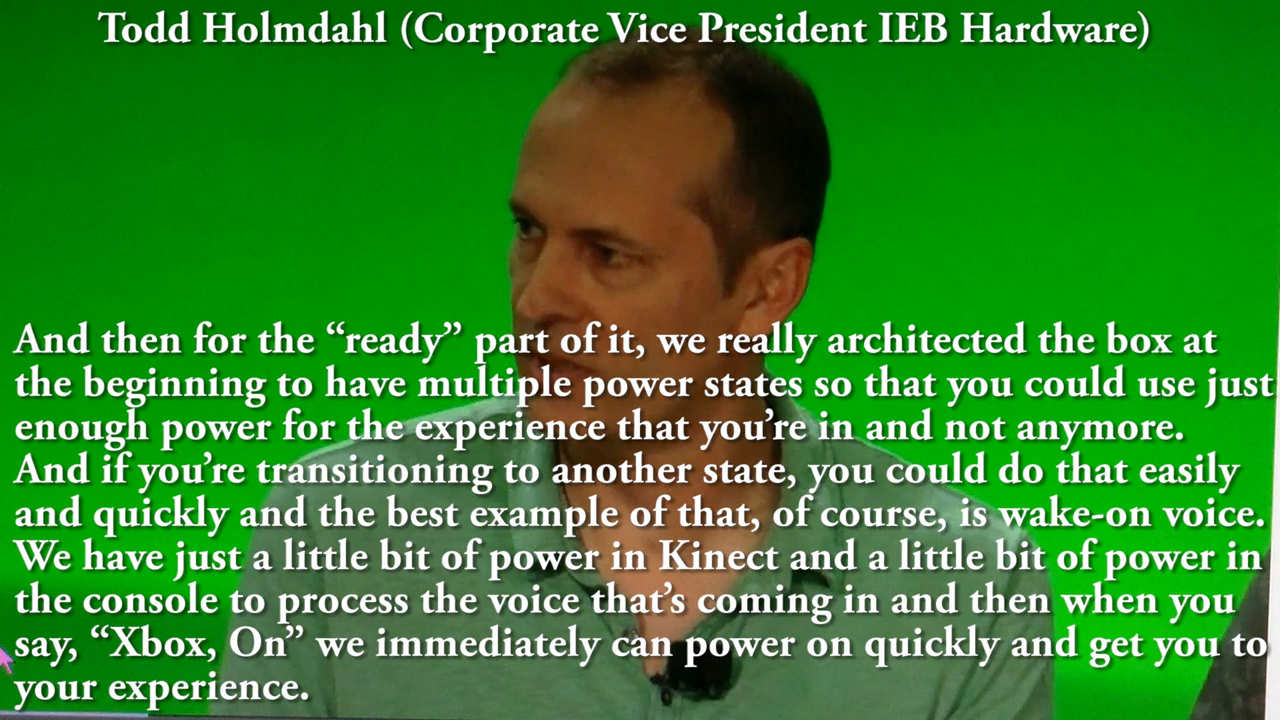 Todd Holmdahl (Corporate Vice President IEB Hardware)
And then for the “ready” part of it, we really architected the box at
the beginning to have multiple power states so that you could use just
enough power for the experience that you’re in and not anymore.
And if you’re transitioning to another state, you could do that easily
and quickly and the best example of that, of course, is wake-on voice.
We have just a little bit of power in Kinect and a little bit of power in
the console to process the voice that’s coming in and then when you
say, “Xbox, On” we immediately can power on quickly and get you to
your experience.